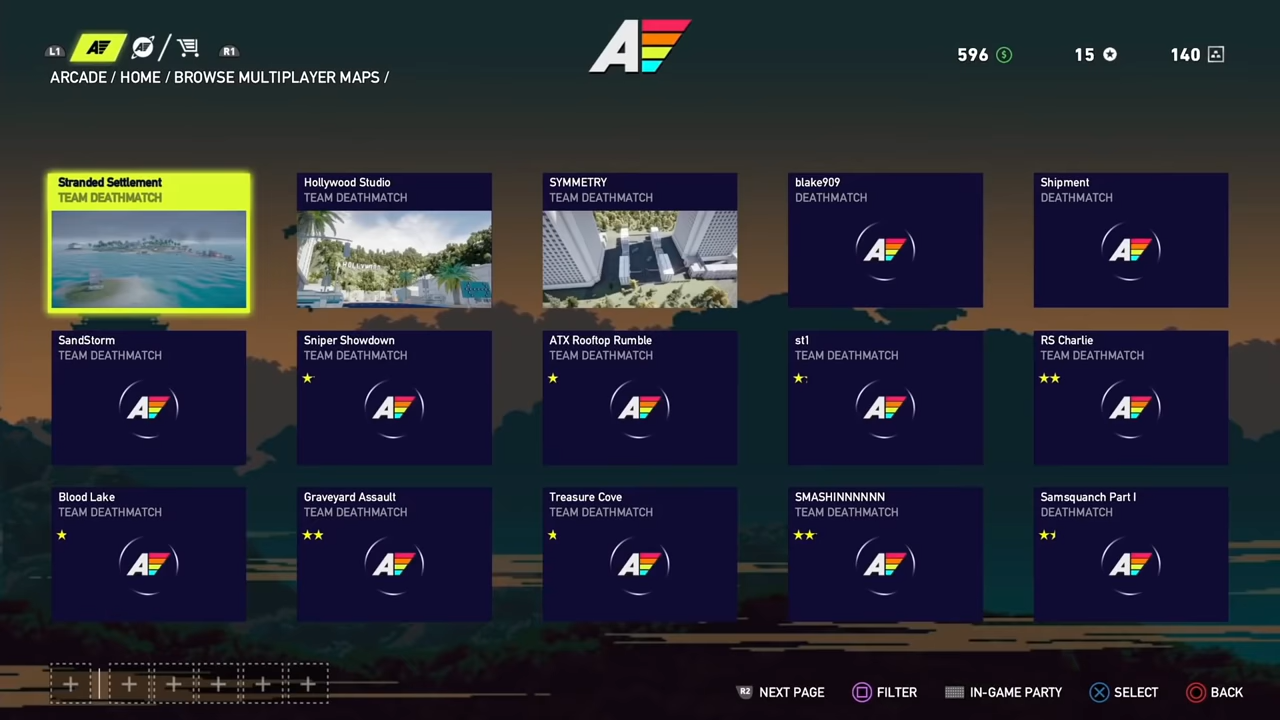 L1
R1
ARCADE / HOME / BROWSE MULTIPLAYER MAPS /
596
15
140
Stranded Settlement
TEAM DEATHMATCH
Hollywood Studio
TEAM DEATHMATCH
SYMMETRY
TEAM DEATHMATCH
blake909
DEATHMATCH
Shipment
DEATHMATCH
SandStorm
TEAM DEATHMATCH
Sniper Showdown
TEAM DEATHMATCH
ATX Rooftop Rumble
TEAM DEATHMATCH
st1
TEAM DEATHMATCH
RS Charlie
TEAM DEATHMATCH
Blood Lake
TEAM DEATHMATCH
Graveyard Assault
TEAM DEATHMATCH
Treasure Cove
TEAM DEATHMATCH
SMASHINNNNNN
TEAM DEATHMATCH
Samsquanch Part I
DEATHMATCH
R2 NEXT PAGE
FILTER
IN-GAME PARTY
SELECT
BACK